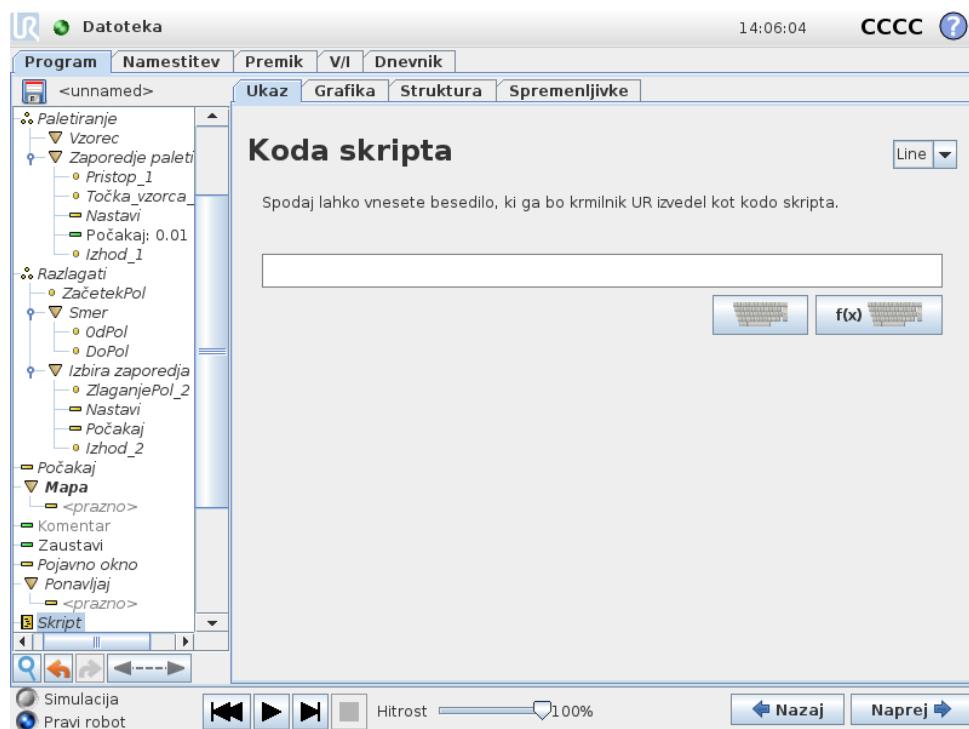 UR Datoteka 14:06:04 CCCC ?
Program Namestitev Premik V/I Dnevnik
<unnamed> Ukaz Grafika Struktura Spremenljivke
Paletiranje
Vzorec
Zaporedje paleti
Pristop_1
Točka_vzorca_
Nastavi
Počakaj: 0.01
Izhod_1
Razlagati
ZačetekPol
Smer
OdPol
DoPol
Izbira zaporedja
ZlaganjePol_2
Nastavi
Počakaj
Izhod_2
Počakaj
Mapa
<prazno>
Komentar
Zaustavi
Pojavno okno
Ponavljaj
<prazno>
Skript
Koda skripta
Line
Spodaj lahko vnesete besedilo, ki ga bo krmilnik UR izvedel kot kodo skripta.
f(x)
Simulacija
Pravi robot
Hitrost 100%
Nazaj Naprej